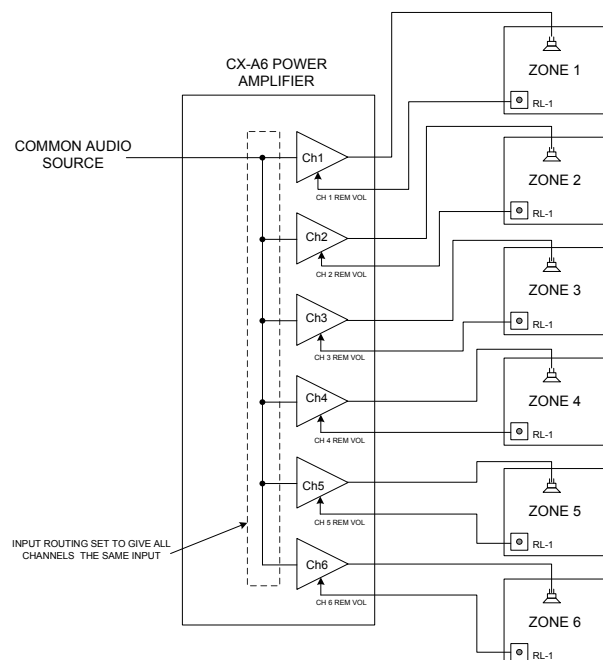 CX-A6 POWER
AMPLIFIER
COMMON AUDIO
SOURCE
INPUT ROUTING SET TO GIVE ALL
CHANNELS THE SAME INPUT
Ch1
CH 1 REM VOL
Ch2
CH 2 REM VOL
Ch3
CH 3 REM VOL
Ch4
CH 4 REM VOL
Ch5
CH 5 REM VOL
Ch6
CH 6 REM VOL
ZONE 1
RL-1
ZONE 2
RL-1
ZONE 3
RL-1
ZONE 4
RL-1
ZONE 5
RL-1
ZONE 6
RL-1